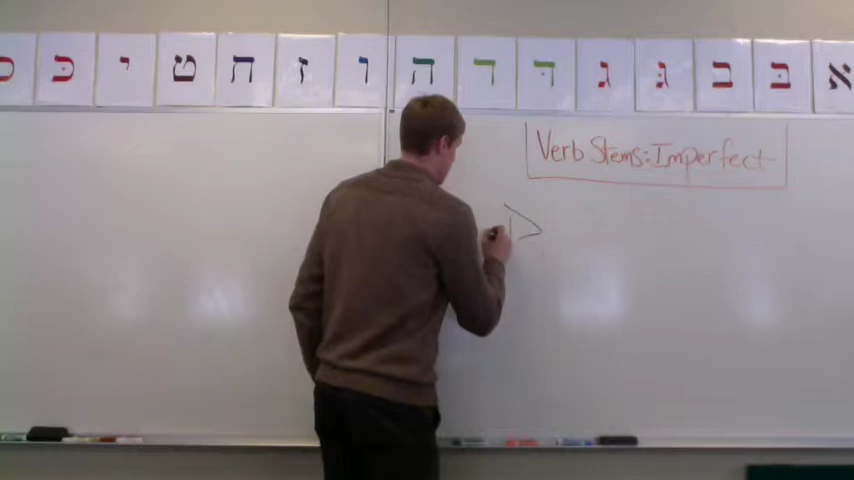 א בּ ב גּ ג דּ ד ה ו ז ח ט י כּ
Verb Stems: Imperfect